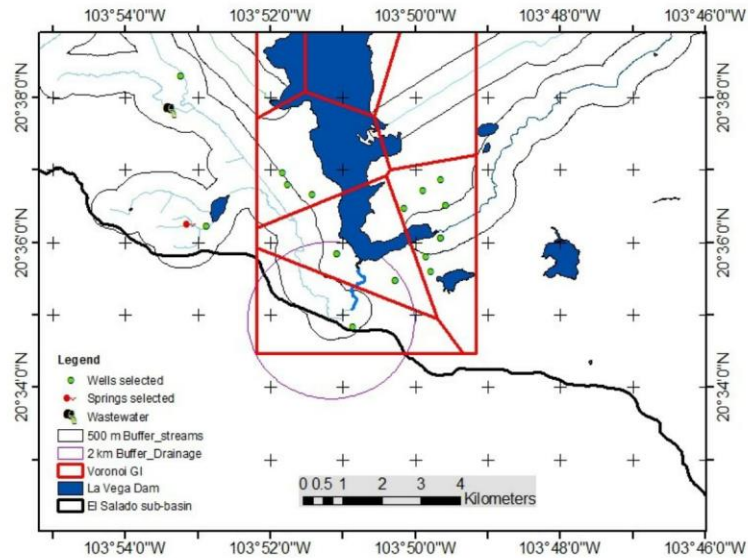 103°54'0"W 103°52'0"W 103°50'0"W 103°48'0"W 103°46'0"W
20°38'0"N 20°38'0"N
20°36'0"N 20°36'0"N
20°34'0"N 20°34'0"N
Legend
Wells selected
Springs selected
Wastewater
500 m Buffer_streams
2 km Buffer_Drainage
Voronoi GI
La Vega Dam
El Salado sub-basin
0 0.5 1 2 3 4
Kilometers
103°54'0"W 103°52'0"W 103°50'0"W 103°48'0"W 103°46'0"W